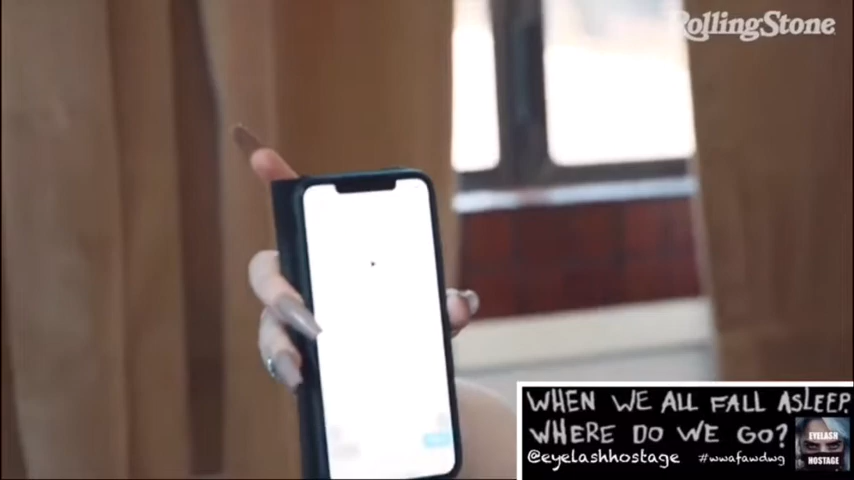 RollingStone
WHEN WE ALL FALL ASLEEP,
WHERE DO WE GO?
@eyelashhostage #wwafawdwg
EYELASH
HOSTAGE